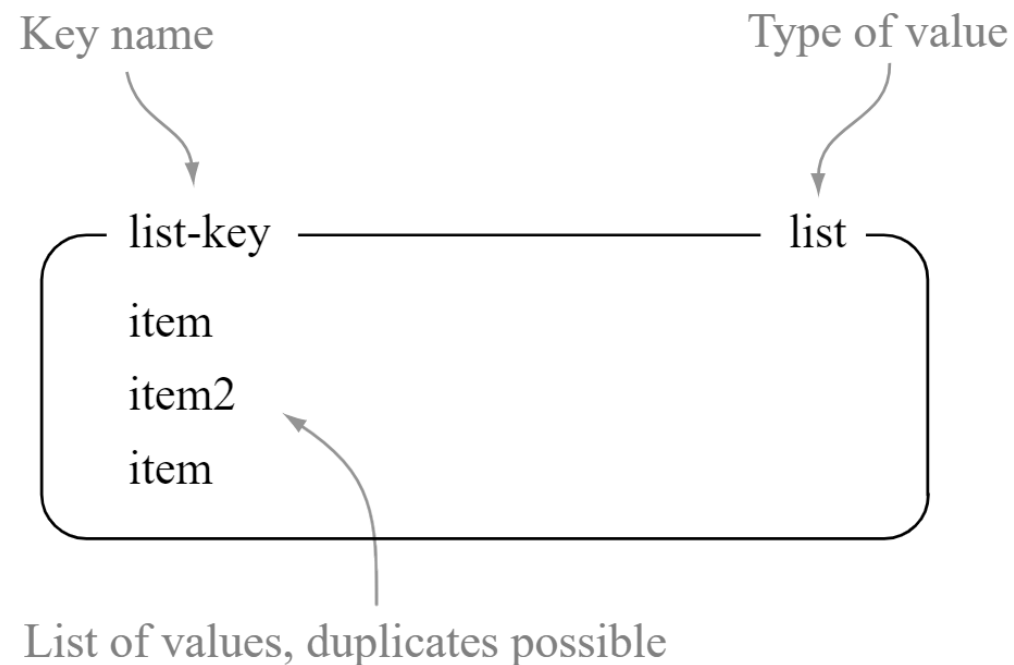 Key name
Type of value
list-key
list
item
item2
item
List of values, duplicates possible